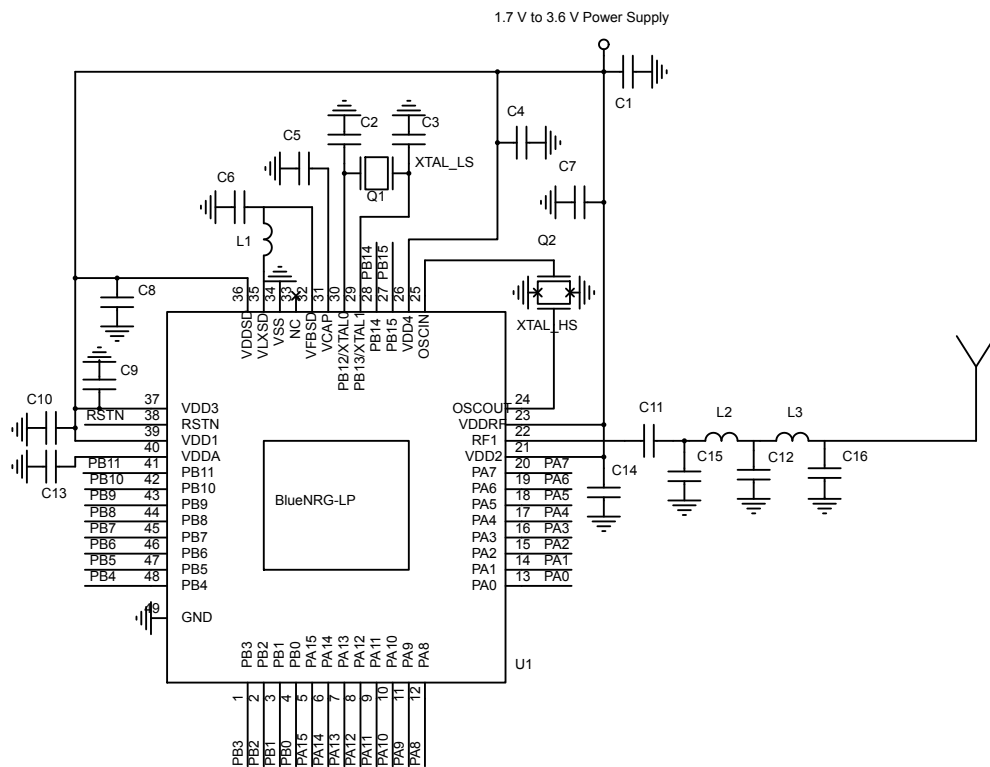 1.7 V to 3.6 V Power Supply
C1
C2
C3
C4
C5
XTAL_LS
C7
C6
Q1
L1
Q2
PB14
PB15
C8
36
35
34
33
32
31
30
29
28
27
26
25
XTAL_HS
VDDSD
VLXSD
VSS
NC
VFBSD
VCAP
PB12/XTAL0
PB13/XTAL1
PB14
PB15
VDD4
OSCIN
C9
C10
RSTN
37 VDD3
38 RSTN
39 VDD1
40 VDDA
C13
PB11 41 PB11
PB10 42 PB10
PB9 43 PB9
PB8 44 PB8
PB7 45 PB7
PB6 46 PB6
PB5 47 PB5
PB4 48 PB4
49 GND
BlueNRG-LP
OSCOUT 24
VDDRF 23
RF1 22
VDD2 21
PA7 20 PA7
PA6 19 PA6
PA5 18 PA5
PA4 17 PA4
PA3 16 PA3
PA2 15 PA2
PA1 14 PA1
PA0 13 PA0
C11
L2
L3
C14
C15
C12
C16
PB3
PB2
PB1
PB0
PA15
PA14
PA13
PA12
PA11
PA10
PA9
PA8
U1
1
2
3
4
5
6
7
8
9
10
11
12
PB3
PB2
PB1
PB0
PA15
PA14
PA13
PA12
PA11
PA10
PA9
PA8